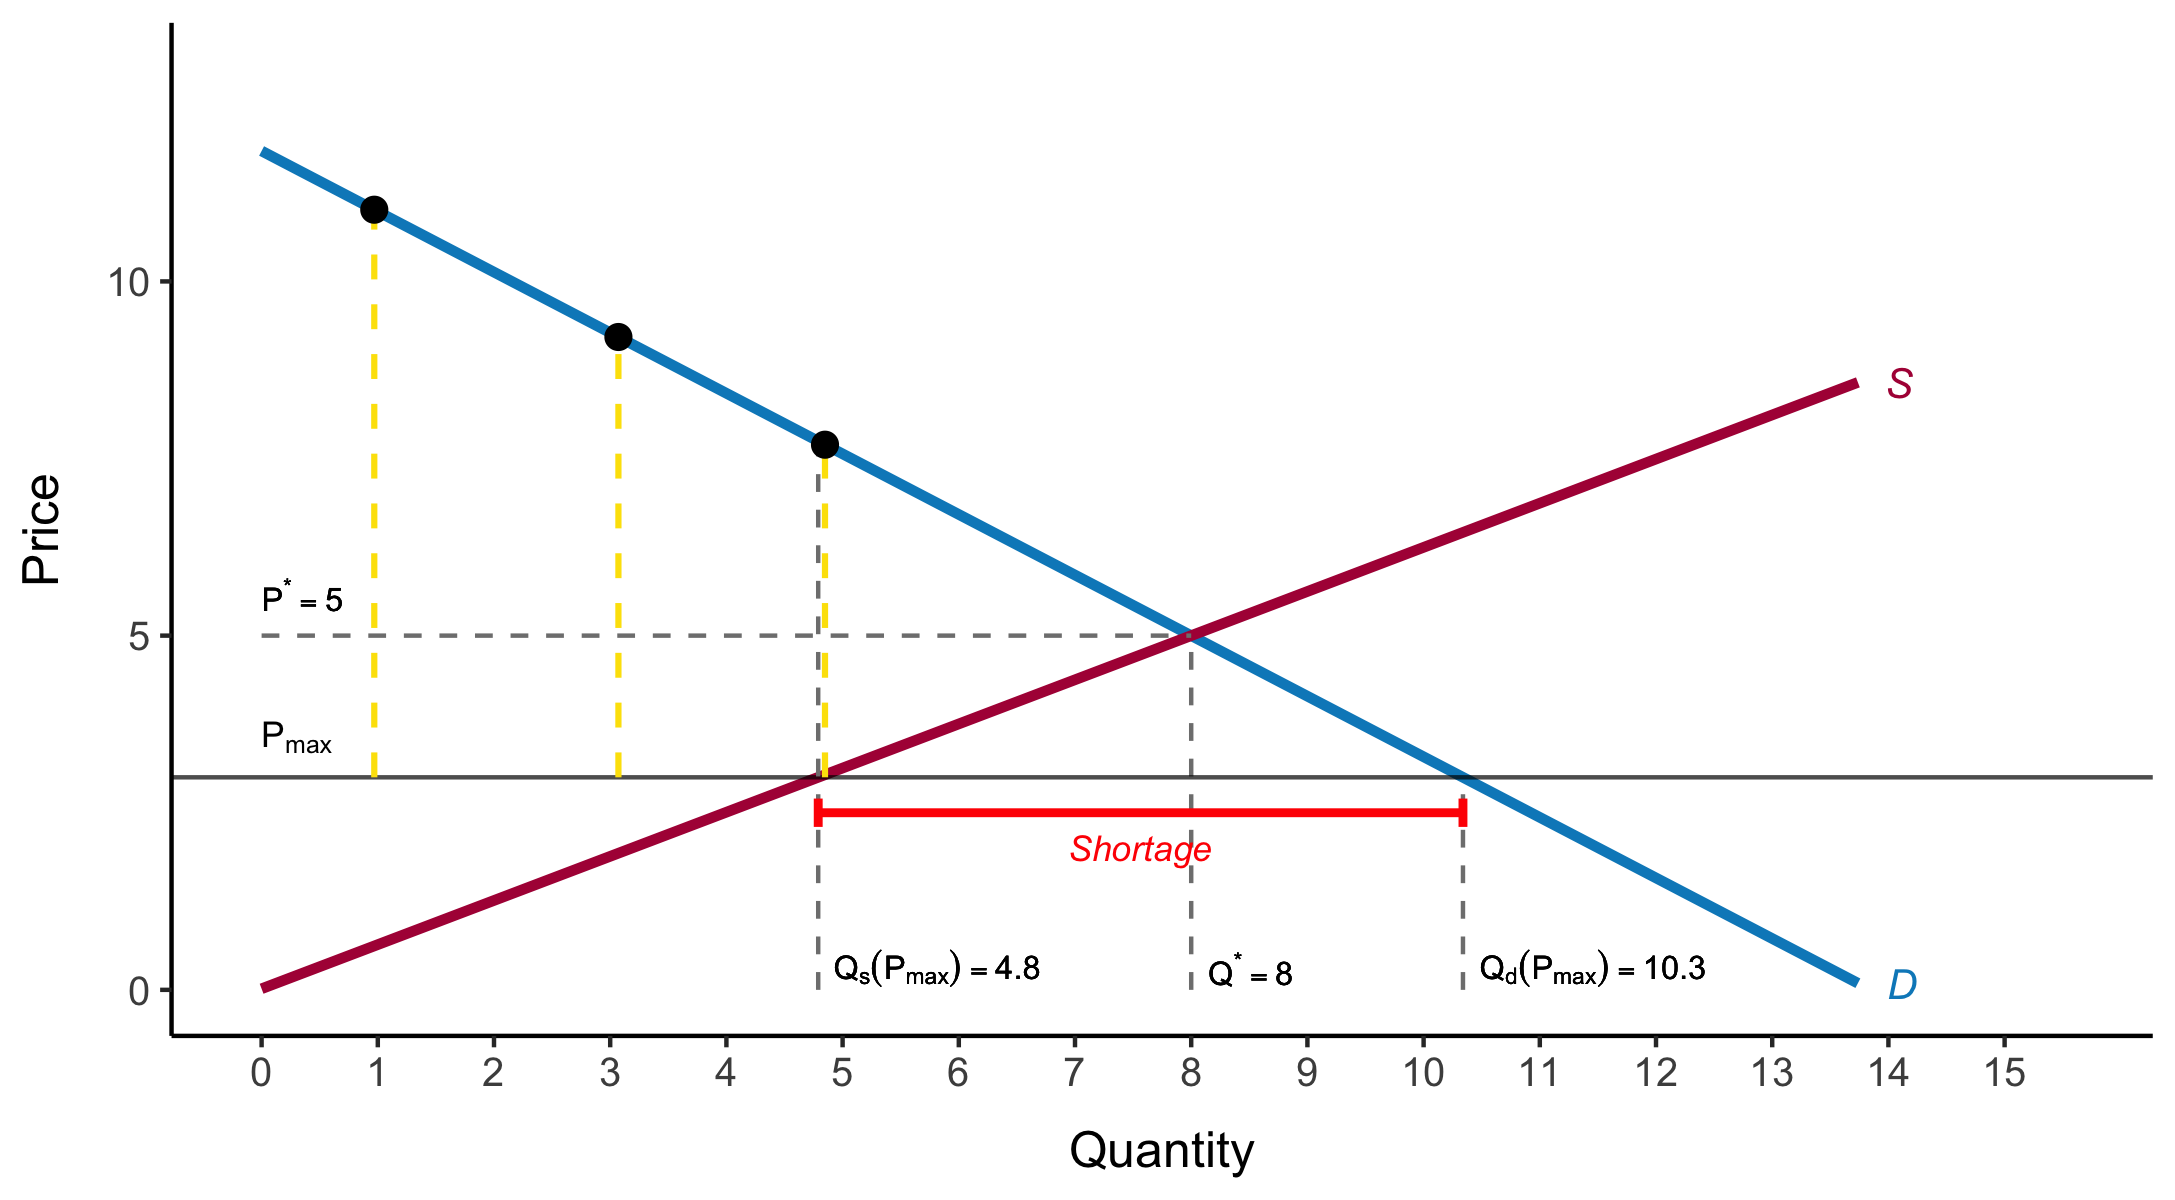 10
S
Price
P* = 5
5
Pmax
Shortage
Qs(Pmax) = 4.8
Q* = 8
Qd(Pmax) = 10.3
0
D
0 1 2 3 4 5 6 7 8 9 10 11 12 13 14 15
Quantity